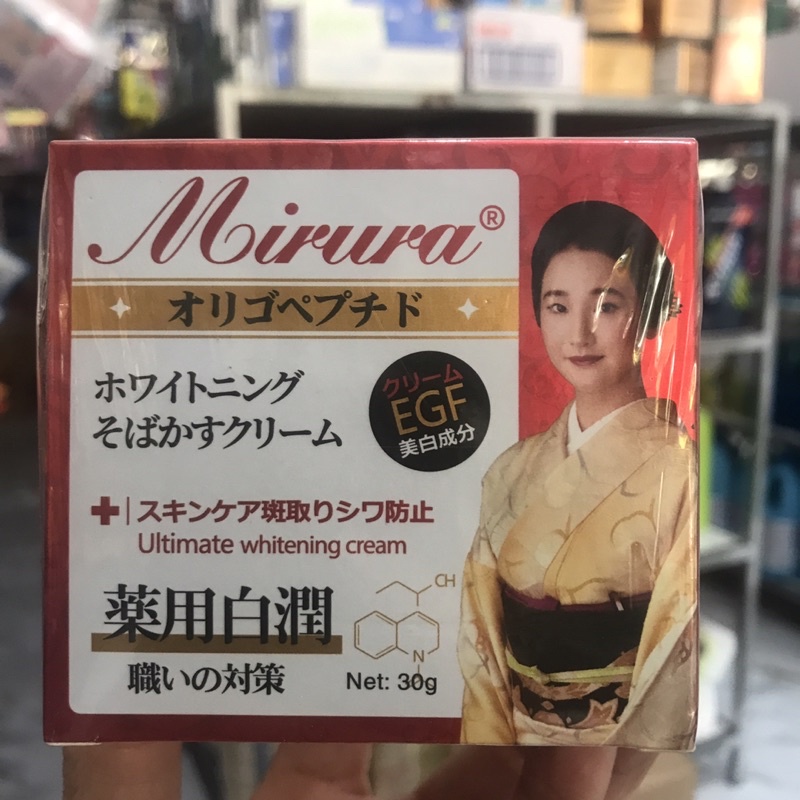 Mirura®
オリゴペプチド
ホワイトニング
そばかすクリーム
クリーム
EGF
美白成分
スキンケア斑取りシワ防止
Ultimate whitening cream
薬用白潤
職いの対策
CH
N
Net: 30g